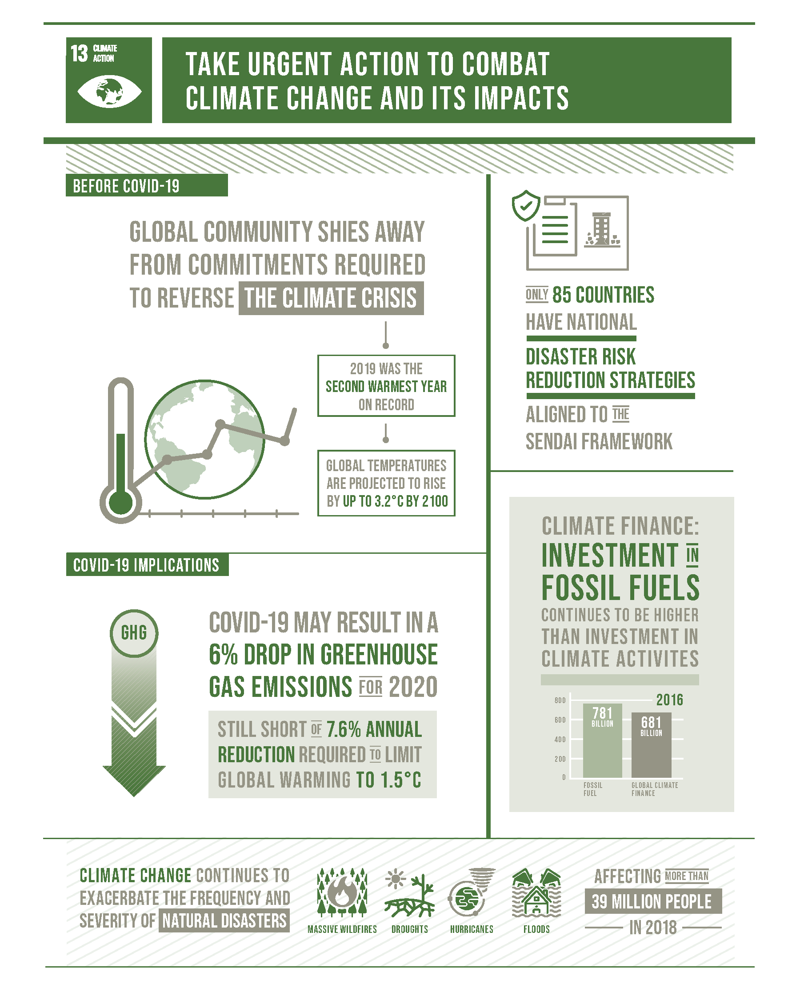 13 CLIMATE
ACTION
TAKE URGENT ACTION TO COMBAT
CLIMATE CHANGE AND ITS IMPACTS
BEFORE COVID-19
GLOBAL COMMUNITY SHIES AWAY
FROM COMMITMENTS REQUIRED
TO REVERSE THE CLIMATE CRISIS
2019 WAS THE
SECOND WARMEST YEAR
ON RECORD
GLOBAL TEMPERATURES
ARE PROJECTED TO RISE
BY UP TO 3.2°C BY 2100
ONLY 85 COUNTRIES
HAVE NATIONAL
DISASTER RISK
REDUCTION STRATEGIES
ALIGNED TO THE
SENDAI FRAMEWORK
COVID-19 IMPLICATIONS
GHG
COVID-19 MAY RESULT IN A
6% DROP IN GREENHOUSE
GAS EMISSIONS FOR 2020
STILL SHORT OF 7.6% ANNUAL
REDUCTION REQUIRED TO LIMIT
GLOBAL WARMING TO 1.5°C
CLIMATE FINANCE:
INVESTMENT IN
FOSSIL FUELS
CONTINUES TO BE HIGHER
THAN INVESTMENT IN
CLIMATE ACTIVITES
2016
800
600
400
200
0
781
BILLION
681
BILLION
FOSSIL
FUEL
GLOBAL CLIMATE
FINANCE
CLIMATE CHANGE CONTINUES TO
EXACERBATE THE FREQUENCY AND
SEVERITY OF NATURAL DISASTERS
MASSIVE WILDFIRES
DROUGHTS
HURRICANES
FLOODS
AFFECTING MORE THAN
39 MILLION PEOPLE
IN 2018